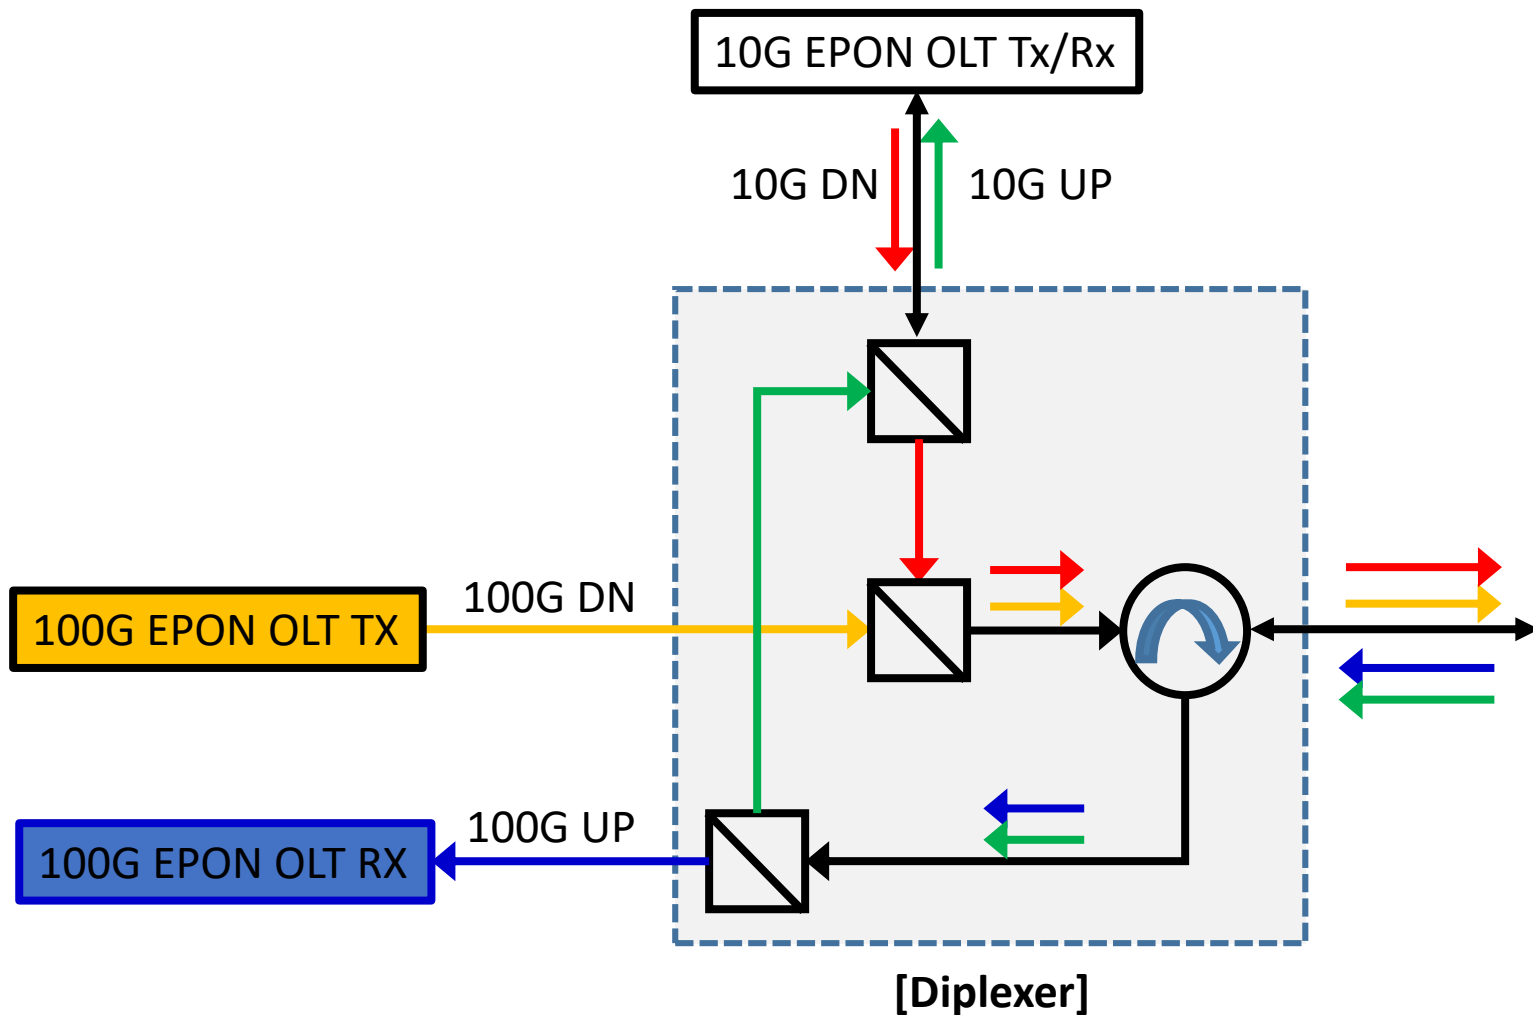 10G EPON OLT Tx/Rx
10G DN
10G UP
100G DN
100G EPON OLT TX
100G UP
100G EPON OLT RX
[Diplexer]